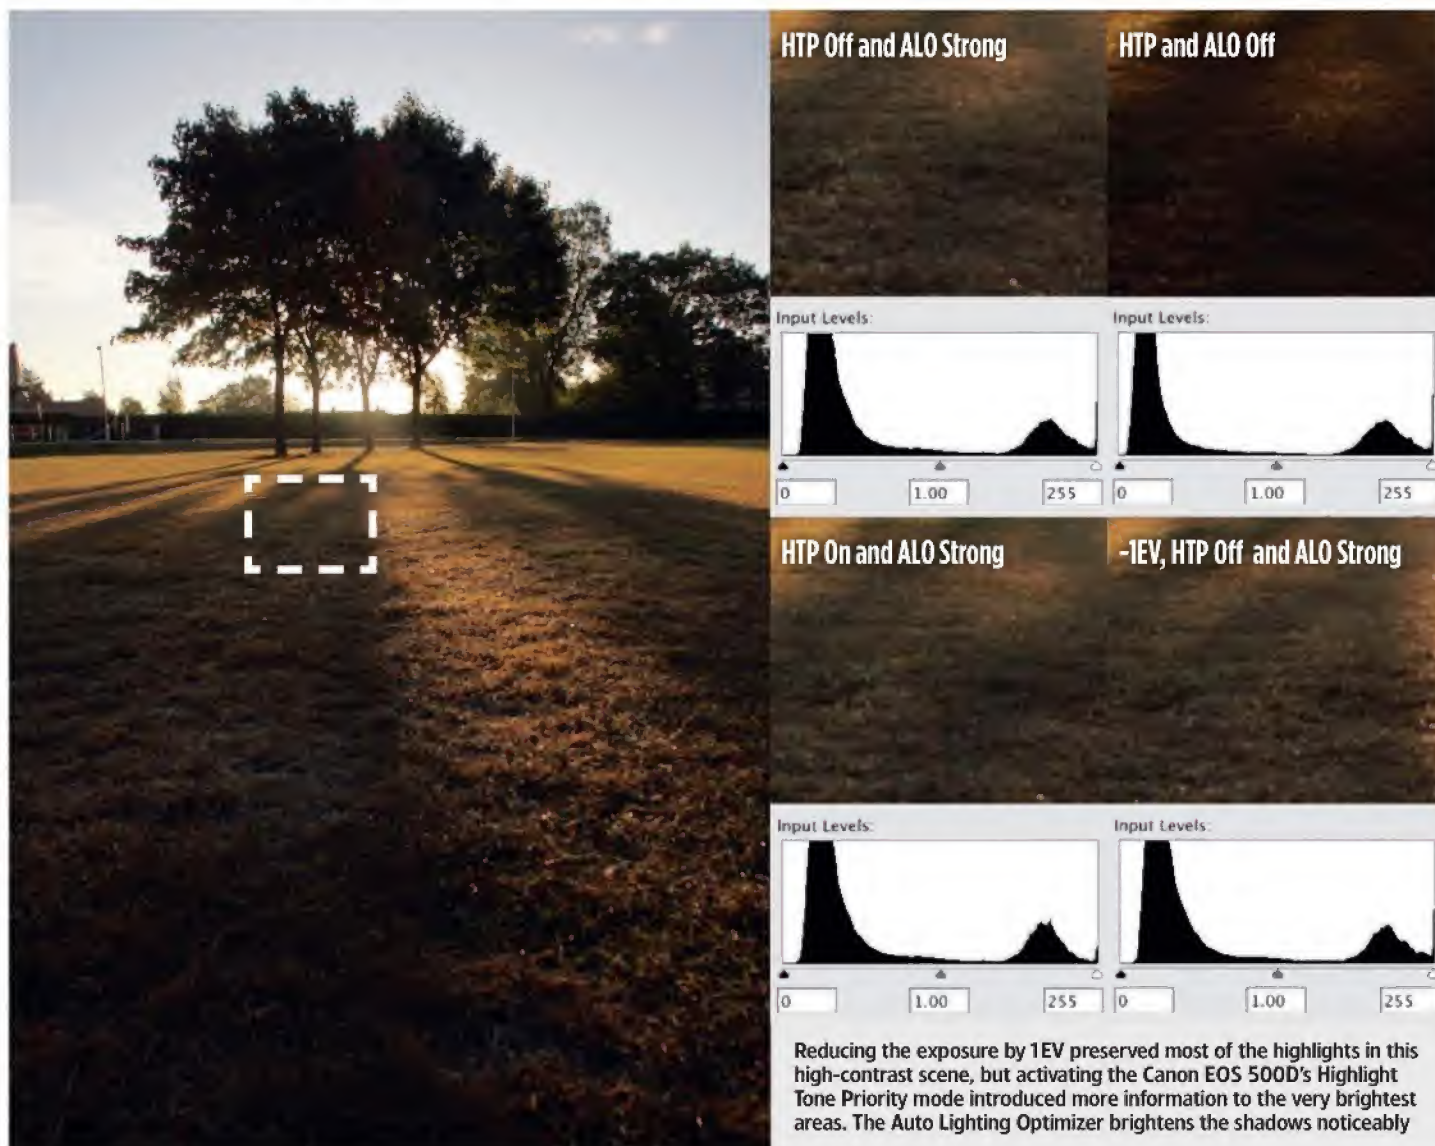 HTP Off and ALO Strong
HTP and ALO Off
Input Levels:
Input Levels:
0 1.00 255
0 1.00 255
HTP On and ALO Strong
-1EV, HTP Off and ALO Strong
Input Levels:
Input Levels:
0 1.00 255
0 1.00 255
Reducing the exposure by 1EV preserved most of the highlights in this
high-contrast scene, but activating the Canon EOS 500D's Highlight
Tone Priority mode introduced more information to the very brightest
areas. The Auto Lighting Optimizer brightens the shadows noticeably